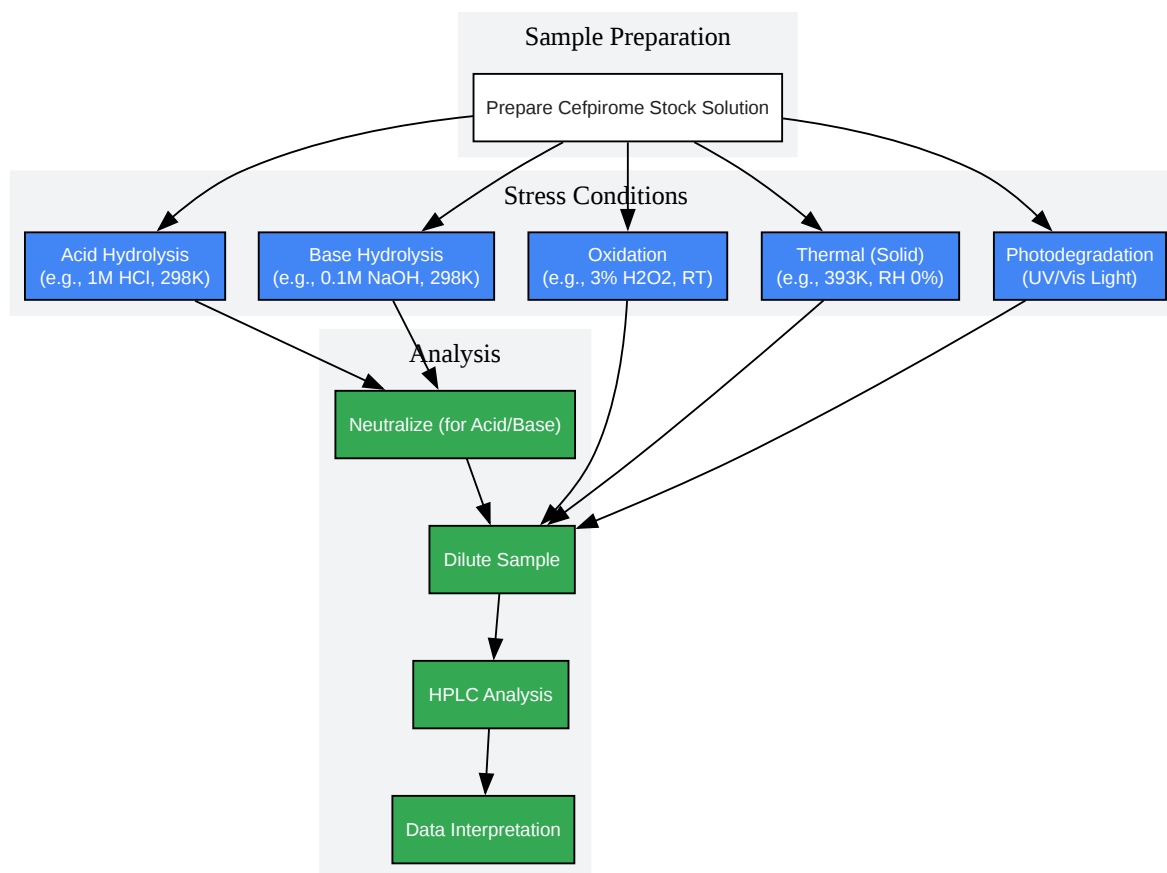 Sample Preparation
Prepare Cefpirome Stock Solution
Stress Conditions
Acid Hydrolysis
(e.g., 1M HCl, 298K)
Base Hydrolysis
(e.g., 0.1M NaOH, 298K)
Oxidation
(e.g., 3% H2O2, RT)
Thermal (Solid)
(e.g., 393K, RH 0%)
Photodegradation
(UV/Vis Light)
Analysis
Neutralize (for Acid/Base)
Dilute Sample
HPLC Analysis
Data Interpretation